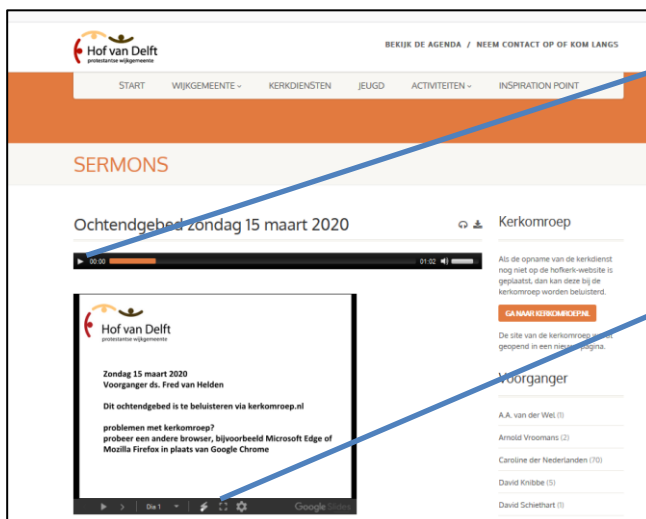 Hof van Delft
protestantse wijkgemeente
BEKIJK DE AGENDA / NEEM CONTACT OP OF KOM LANGS
START WIJKGEMEENTE KERKDIENSTEN JEUGD ACTIVITEITEN INSPIRATION POINT
SERMONS
Ochtendgebed zondag 15 maart 2020
00:00 01:02
Hof van Delft
protestantse wijkgemeente
Zondag 15 maart 2020
Voorganger ds. Fred van Helden
Dit ochtendgebed is te beluisteren via kerkomroep.nl
problemen met kerkomroep?
probeer een andere browser, bijvoorbeeld Microsoft Edge of
Mozilla Firefox in plaats van Google Chrome
Dia 1 Google Slides
Kerkomroep
Als de opname van de kerkdienst
nog niet op de hofkerk-website is
geplaatst, dan kan deze bij de
kerkomroep worden beluisterd.
GA NAAR KERKOMROEP.NL
De site van de kerkomroep
geopend in een nieuwe pagina.
Voorganger
A.A. van der Wel (1)
Arnold Vroomans (2)
Caroline der Nederlanden (70)
David Knibbe (5)
David Schiethart (1)